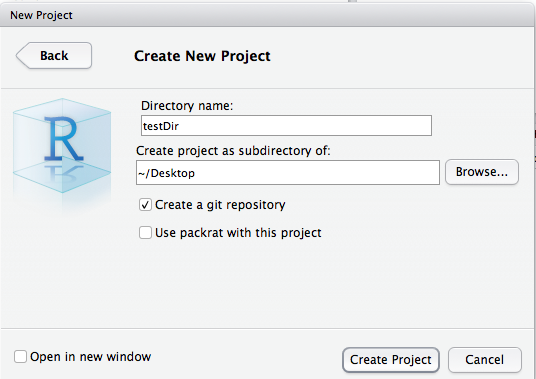 New Project
Back
Create New Project
R
Directory name:
testDir
Create project as subdirectory of:
~/Desktop
Browse...
Create a git repository
Use packrat with this project
Open in new window
Create Project
Cancel